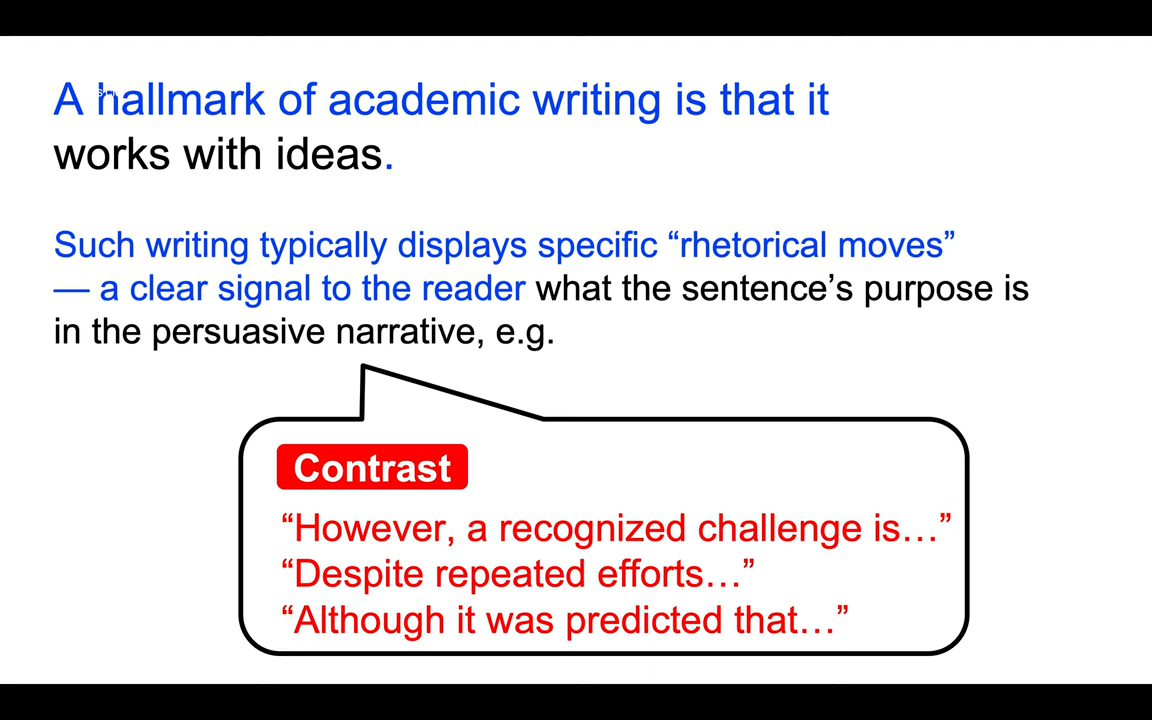 A hallmark of academic writing is that it
works with ideas.
Such writing typically displays specific “rhetorical moves”
— a clear signal to the reader what the sentence’s purpose is
in the persuasive narrative, e.g.
Contrast
“However, a recognized challenge is…”
“Despite repeated efforts…”
“Although it was predicted that…”